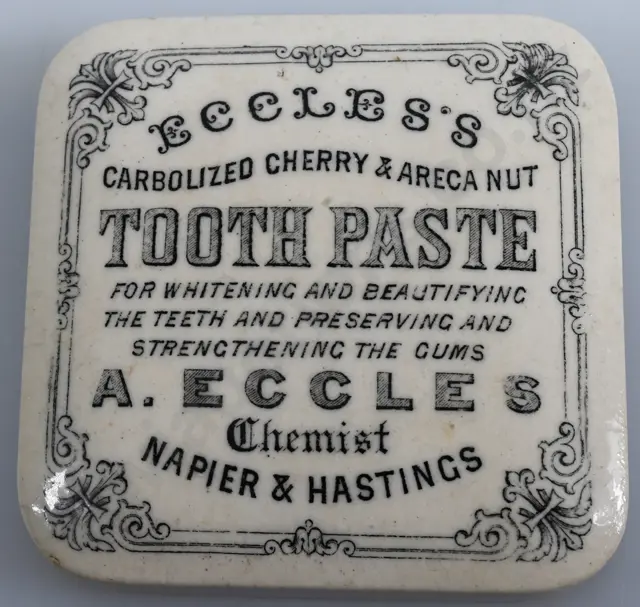 ECCLES'S
CARBOLIZED CHERRY & ARECA NUT
TOOTH PASTE
FOR WHITENING AND BEAUTIFYING
THE TEETH AND PRESERVING AND
STRENGTHENING THE GUMS
A. ECCLES
Chemist
NAPIER & HASTINGS